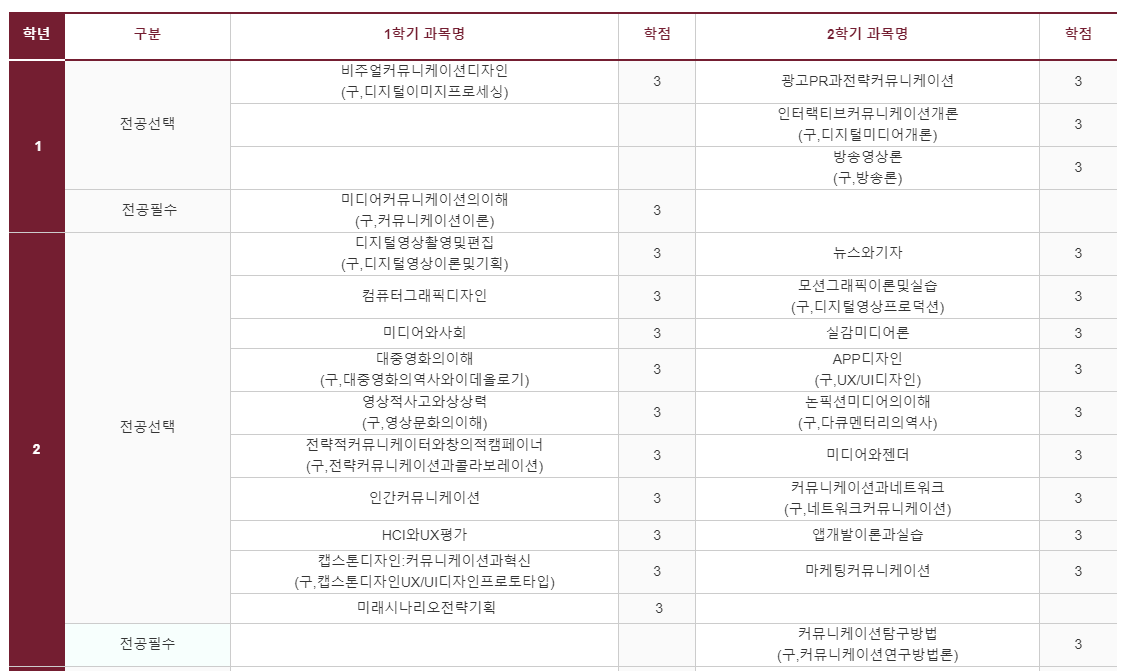 학년 구분 1학기 과목명 학점 2학기 과목명 학점
1
전공선택
비주얼커뮤니케이션디자인
(구,디지털이미지프로세싱)
3
광고PR과전략커뮤니케이션
3
인터랙티브커뮤니케이션개론
(구,디지털미디어개론)
3
방송영상론
(구,방송론)
3
전공필수
미디어커뮤니케이션의이해
(구,커뮤니케이션이론)
3
2
전공선택
디지털영상촬영및편집
(구,디지털영상이론및기획)
3
뉴스와기자
3
컴퓨터그래픽디자인
3
모션그래픽이론및실습
(구,디지털영상프로덕션)
3
미디어와사회
3
실감미디어론
3
대중영화의이해
(구,대중영화의역사와이데올로기)
3
APP디자인
(구,UX/UI디자인)
3
영상적사고와상상력
(구,영상문화의이해)
3
논픽션미디어의이해
(구,다큐멘터리의역사)
3
전략적커뮤니케이터와창의적캠페이너
(구,전략커뮤니케이션과콜라보레이션)
3
미디어와젠더
3
인간커뮤니케이션
3
커뮤니케이션과네트워크
(구,네트워크커뮤니케이션)
3
HCI와UX평가
3
앱개발이론과실습
3
캡스톤디자인:커뮤니케이션과혁신
(구,캡스톤디자인UX/UI디자인프로토타입)
3
마케팅커뮤니케이션
3
미래시나리오전략기획
3
전공필수
커뮤니케이션탐구방법
(구,커뮤니케이션연구방법론)
3